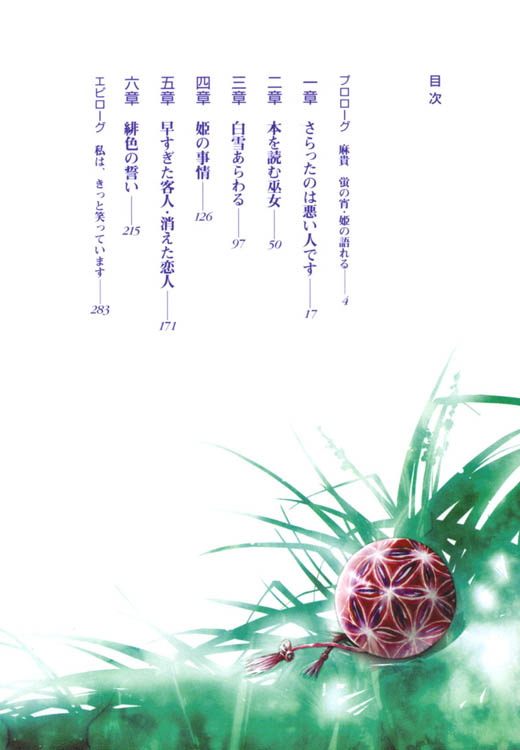 目次
プロローグ 麻貴 蛍の宵・姫の語れる——4
一章 さらったのは悪い人です——17
二章 本を読む巫女——50
三章 白雪あらわる——97
四章 姫の事情——126
五章 早すぎた客人・消えた恋人——171
六章 緋色の誓い——215
エピローグ 私は、きっと笑っています——283